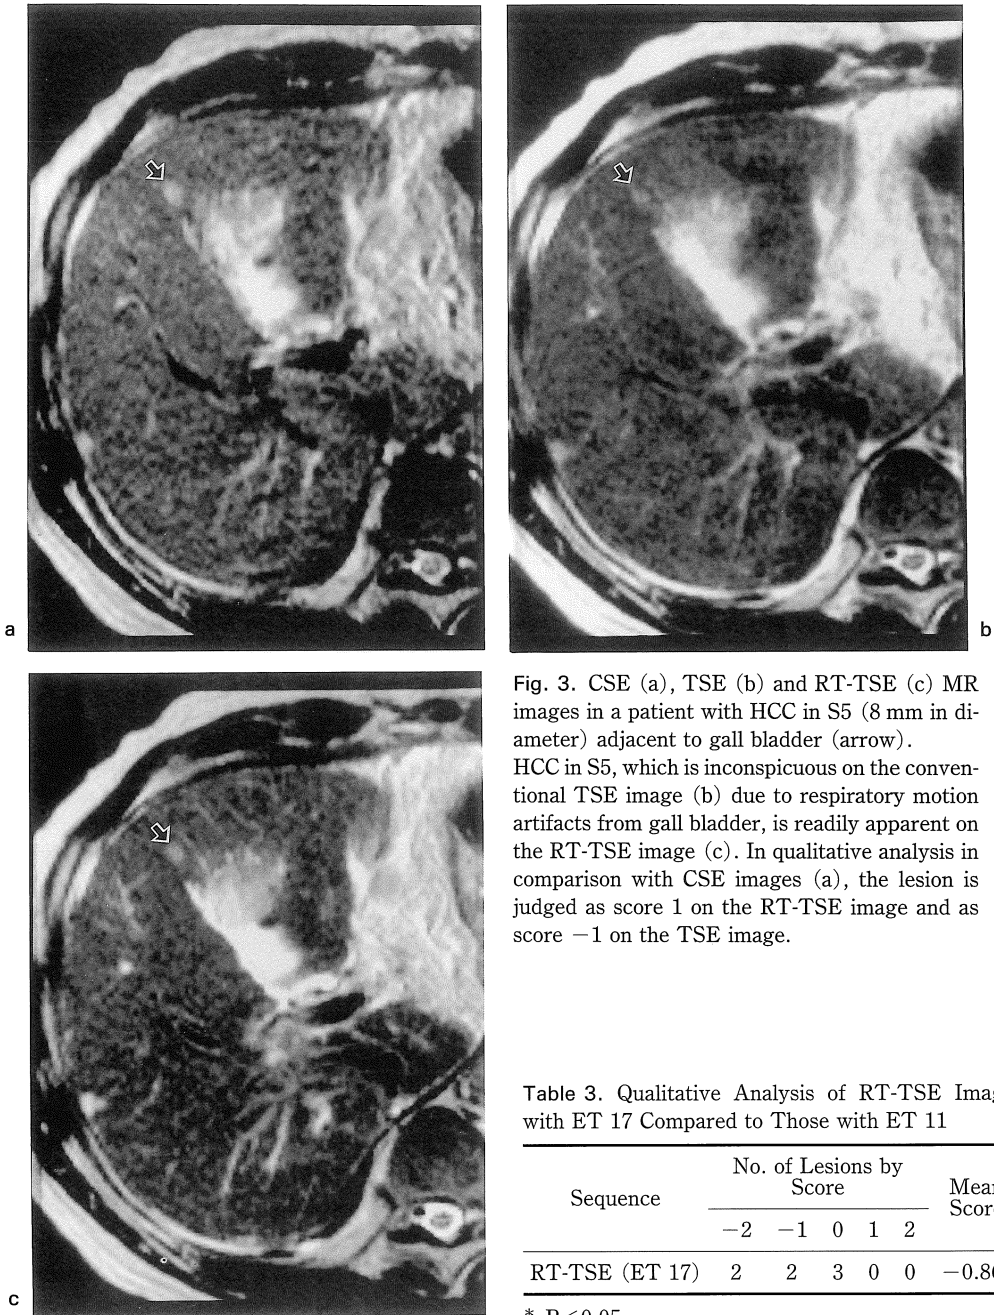 a
b
Fig. 3. CSE (a), TSE (b) and RT-TSE (c) MR
images in a patient with HCC in S5 (8 mm in di-
ameter) adjacent to gall bladder (arrow).
HCC in S5, which is inconspicuous on the conven-
tional TSE image (b) due to respiratory motion
artifacts from gall bladder, is readily apparent on
the RT-TSE image (c). In qualitative analysis in
comparison with CSE images (a), the lesion is
judged as score 1 on the RT-TSE image and as
score −1 on the TSE image.
c
Table 3. Qualitative Analysis of RT-TSE Imag
with ET 17 Compared to Those with ET 11
Sequence
No. of Lesions by
Score
Mean
Score
−2 −1 0 1 2
RT-TSE (ET 17) 2 2 3 0 0 −0.86